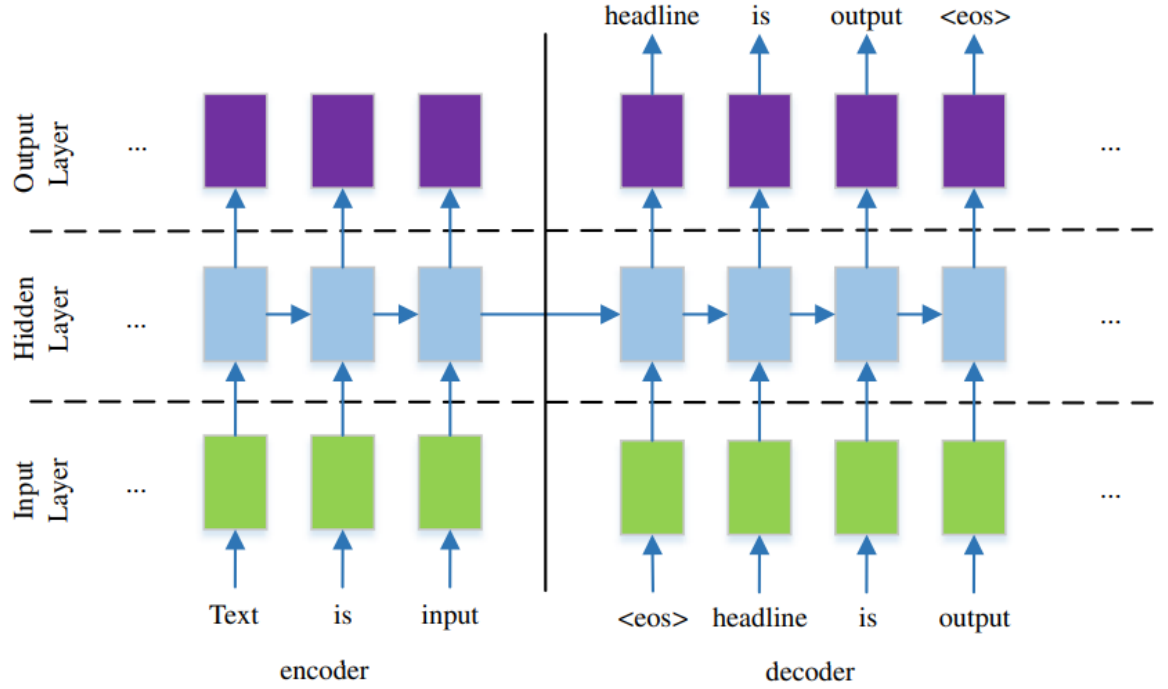 headline is output <eos>
Output Layer ... ...
Hidden Layer ... ...
Input Layer ... ...
Text is input <eos> headline is output
encoder decoder